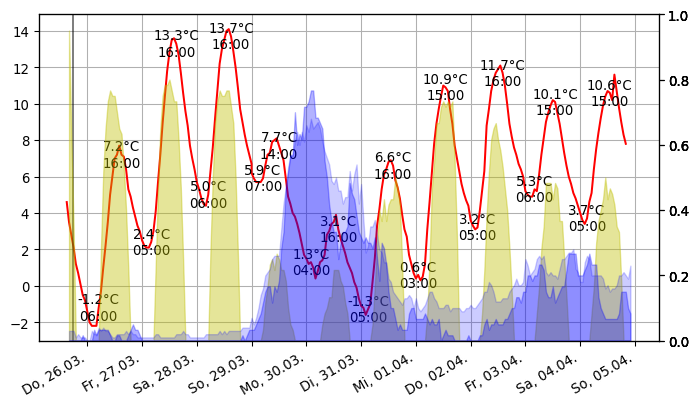 14
12
10
8
6
4
2
0
−2
1.0
0.8
0.6
0.4
0.2
0.0
-1.2°C
06:00
7.2°C
16:00
2.4°C
05:00
13.3°C
16:00
5.0°C
06:00
13.7°C
16:00
5.9°C
07:00
7.7°C
14:00
1.3°C
04:00
3.1°C
16:00
-1.3°C
05:00
6.6°C
16:00
0.6°C
03:00
10.9°C
15:00
3.2°C
05:00
11.7°C
16:00
5.3°C
06:00
10.1°C
15:00
3.7°C
05:00
10.6°C
15:00
Do, 26.03.
Fr, 27.03.
Sa, 28.03.
So, 29.03.
Mo, 30.03.
Di, 31.03.
Mi, 01.04.
Do, 02.04.
Fr, 03.04.
Sa, 04.04.
So, 05.04.